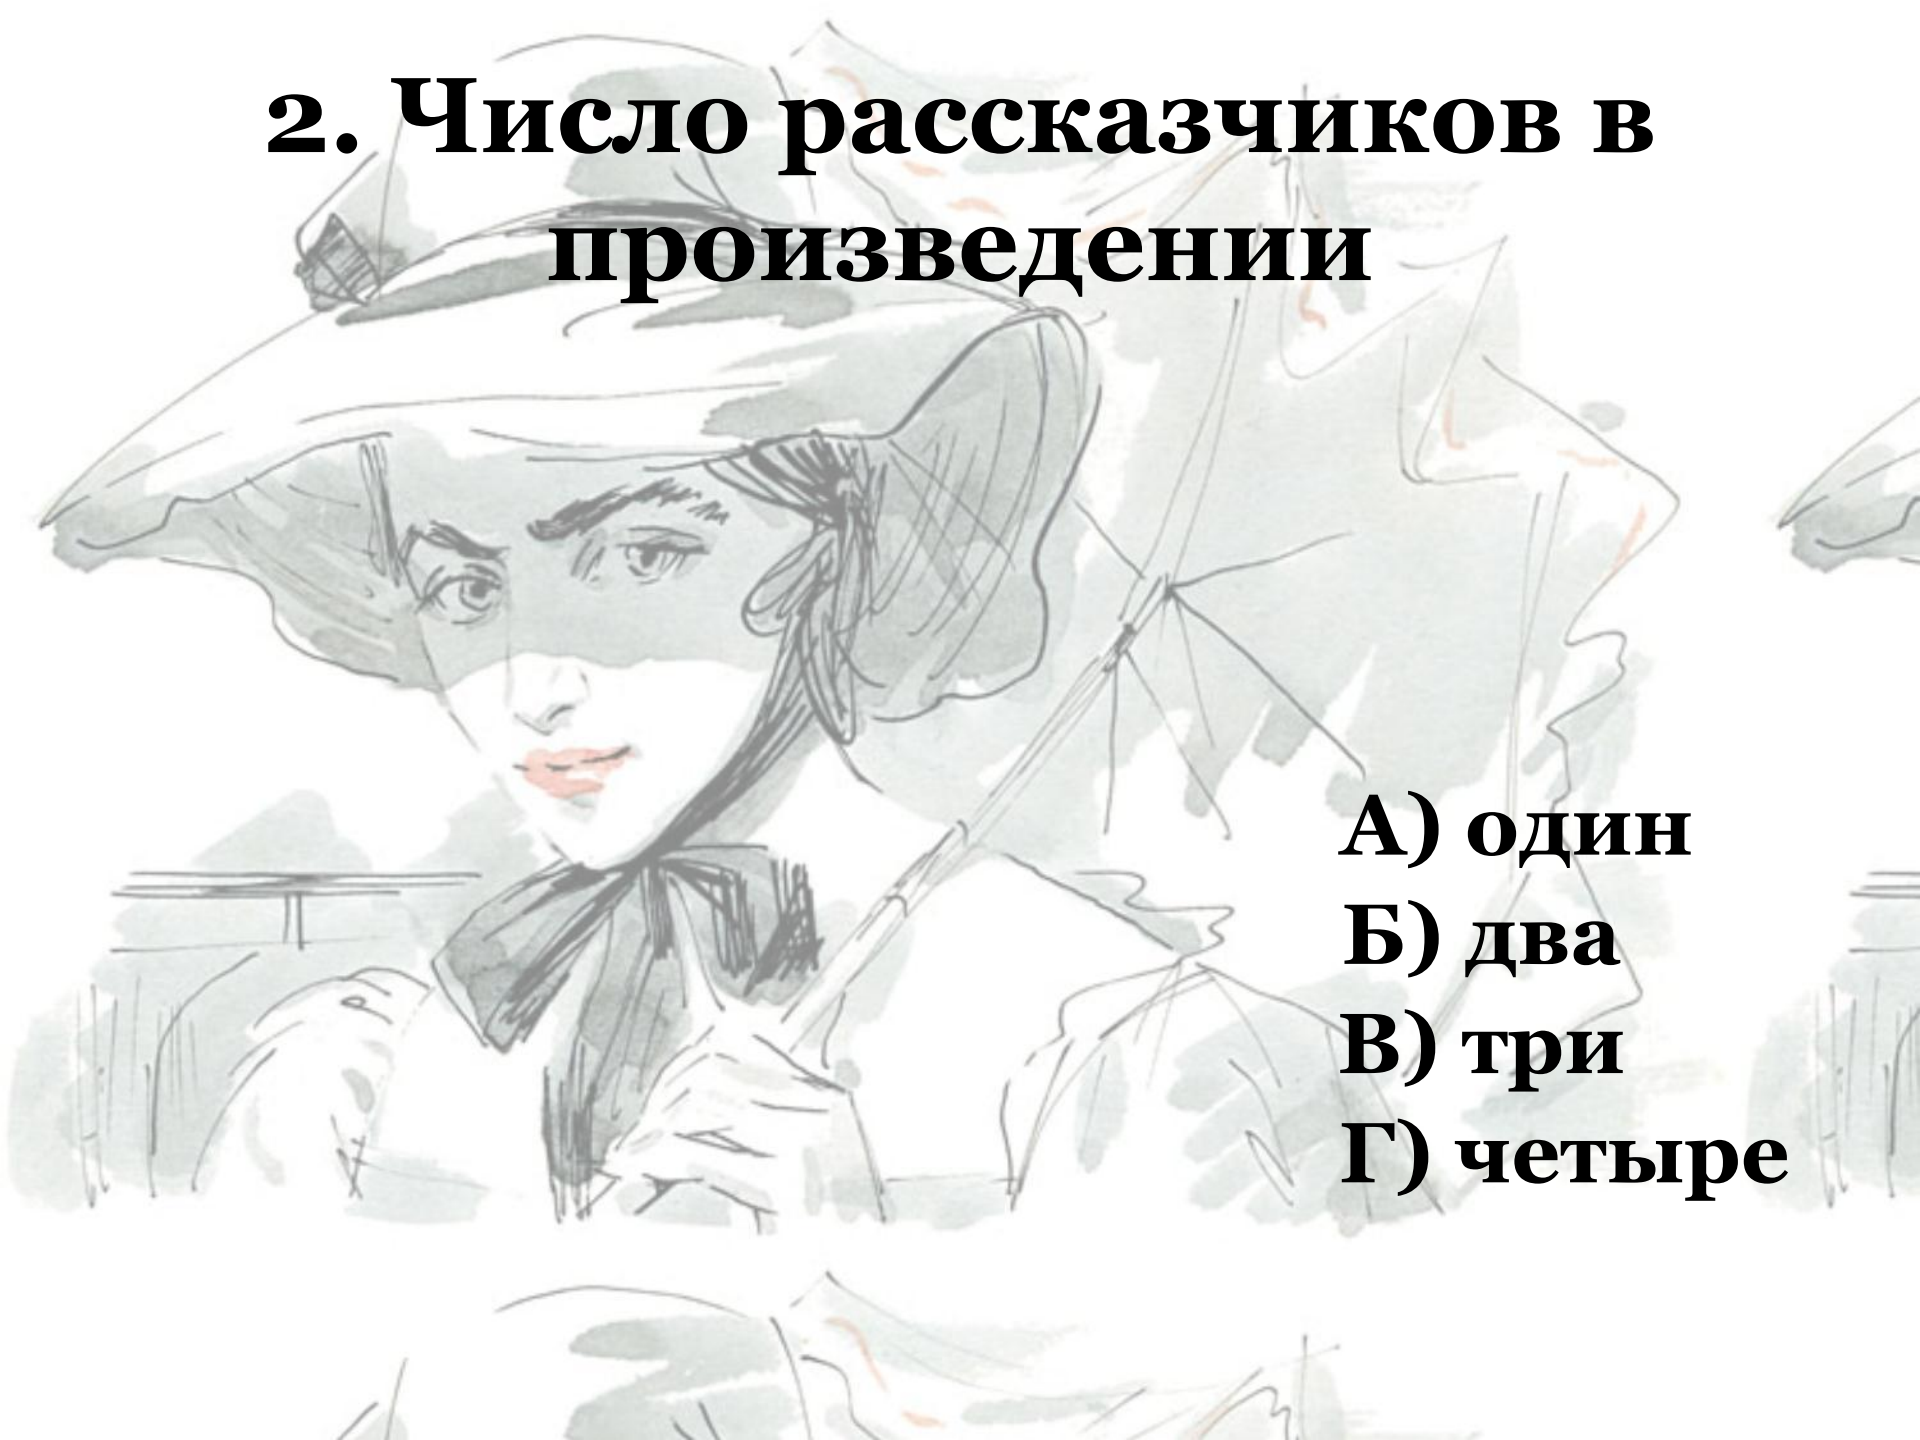 2. Число рассказчиков в
произведении
А) один
Б) два
В) три
Г) четыре